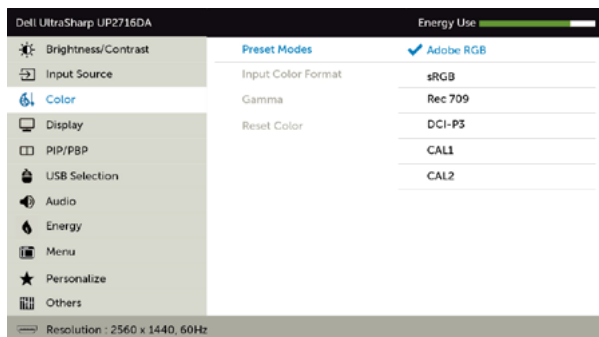 Dell UltraSharp UP2716DA Energy Use
Brightness/Contrast Preset Modes Adobe RGB
Input Source Input Color Format sRGB
Color Gamma Rec 709
Display Reset Color DCI-P3
PIP/PBP CAL1
USB Selection CAL2
Audio
Energy
Menu
Personalize
Others
Resolution : 2560 x 1440, 60Hz